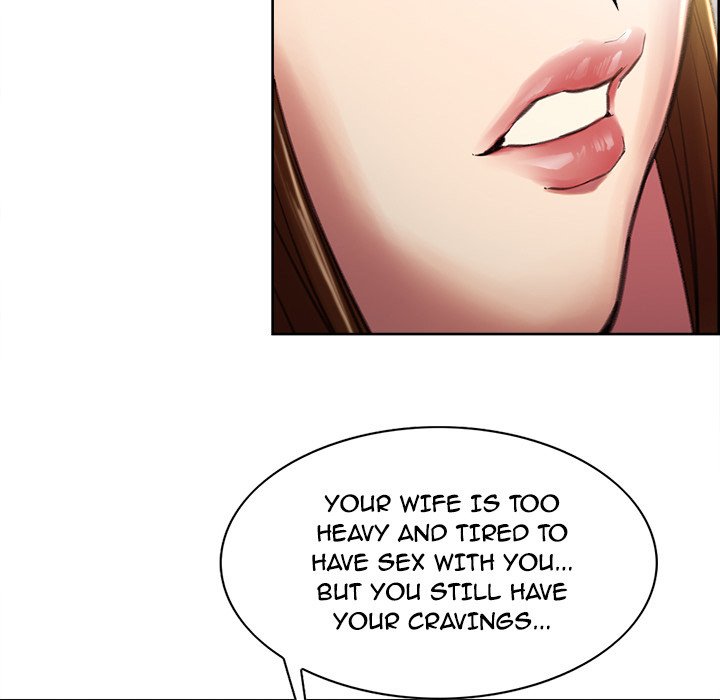 YOUR WIFE IS TOO
HEAVY AND TIRED TO
HAVE SEX WITH YOU...
BUT YOU STILL HAVE
YOUR CRAVINGS...